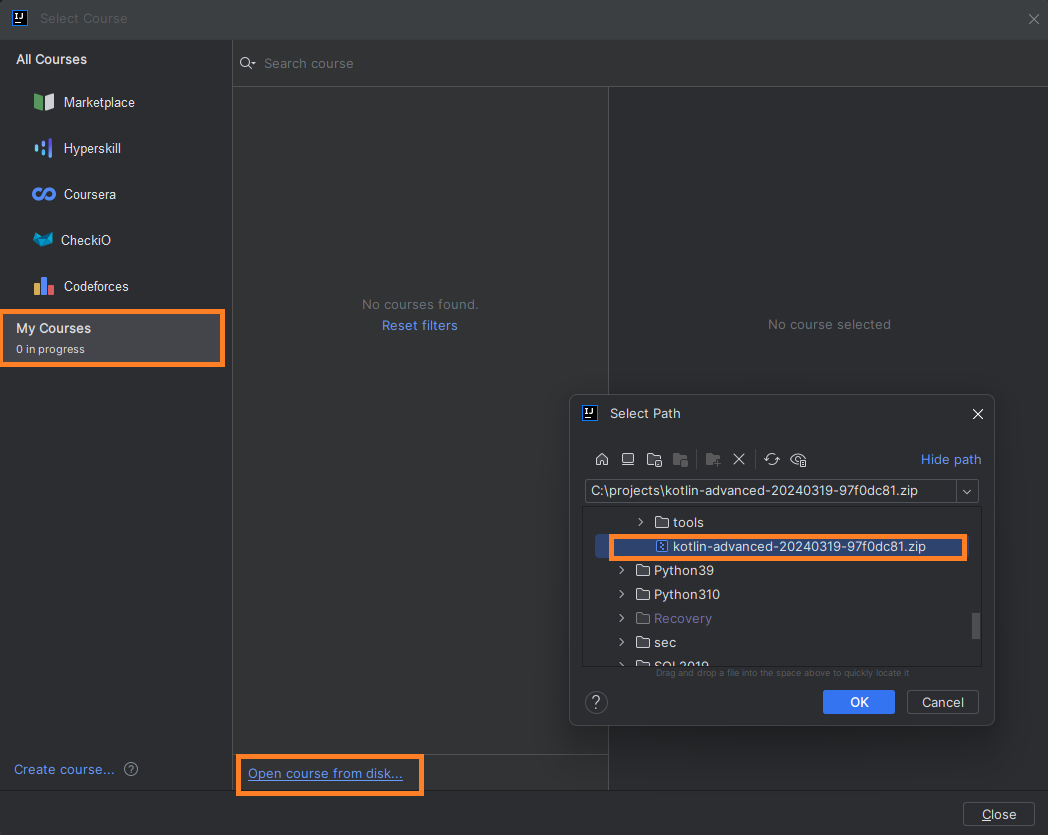 Select Course
All Courses
Marketplace
Hyperskill
Coursera
CheckiO
Codeforces
My Courses
0 in progress
Create course...
?
Search course
No courses found.
Reset filters
Open course from disk...
No course selected
Select Path
Hide path
C:\projects\kotlin-advanced-20240319-97f0dc81.zip
tools
kotlin-advanced-20240319-97f0dc81.zip
Python39
Python310
Recovery
sec
SQL2019
Drag and drop a file into the space above to quickly locate it
?
OK
Cancel
Close